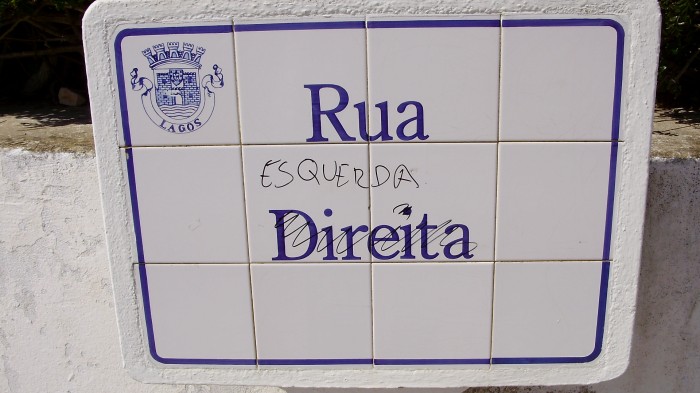 LAGOS
Rua
ESQUERDA
Direita